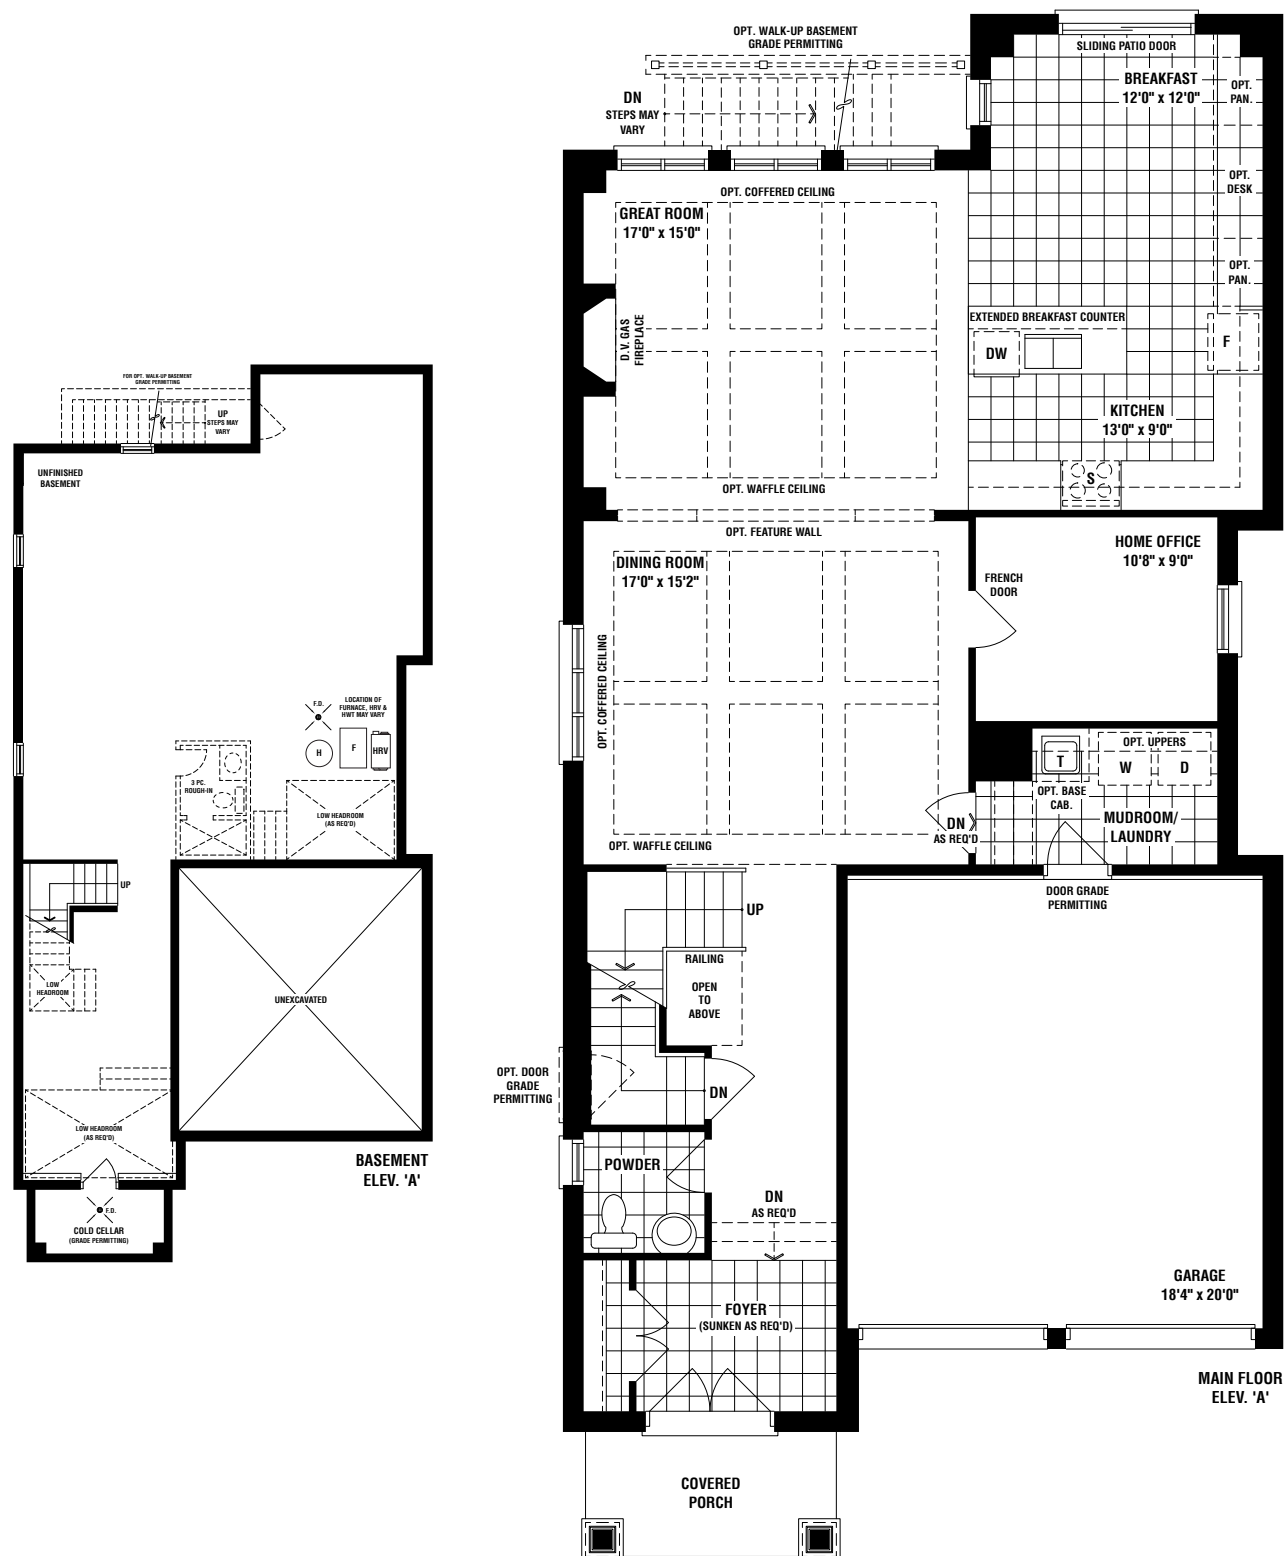 OPT. WALK-UP BASEMENT
GRADE PERMITTING
DN
STEPS MAY
VARY
SLIDING PATIO DOOR
BREAKFAST
12'0" x 12'0"
OPT.
PAN.
OPT.
DESK
OPT.
PAN.
OPT. COFFERED CEILING
GREAT ROOM
17'0" x 15'0"
D.V. GAS
FIREPLACE
EXTENDED BREAKFAST COUNTER
DW
F
KITCHEN
13'0" x 9'0"
S
OPT. WAFFLE CEILING
OPT. FEATURE WALL
DINING ROOM
17'0" x 15'2"
OPT. COFFERED CEILING
FRENCH
DOOR
HOME OFFICE
10'8" x 9'0"
OPT. UPPERS
T
W
D
OPT. BASE
CAB.
MUDROOM/
LAUNDRY
DN
AS REQ'D
OPT. WAFFLE CEILING
DOOR GRADE
PERMITTING
UP
RAILING
OPEN
TO
ABOVE
OPT. DOOR
GRADE
PERMITTING
DN
POWDER
DN
AS REQ'D
FOYER
(SUNKEN AS REQ'D)
GARAGE
18'4" x 20'0"
MAIN FLOOR
ELEV. 'A'
COVERED
PORCH
FOR OPT. WALK-UP BASEMENT
GRADE PERMITTING
UP
STEPS MAY
VARY
UNFINISHED
BASEMENT
F.D.
LOCATION OF
FURNACE, HRV &
HWT MAY VARY
H
F
HRV
3 PC.
ROUGH-IN
LOW HEADROOM
(AS REQ'D)
UP
LOW
HEADROOM
UNEXCAVATED
LOW HEADROOM
(AS REQ'D)
BASEMENT
ELEV. 'A'
F.D.
COLD CELLAR
(GRADE PERMITTING)